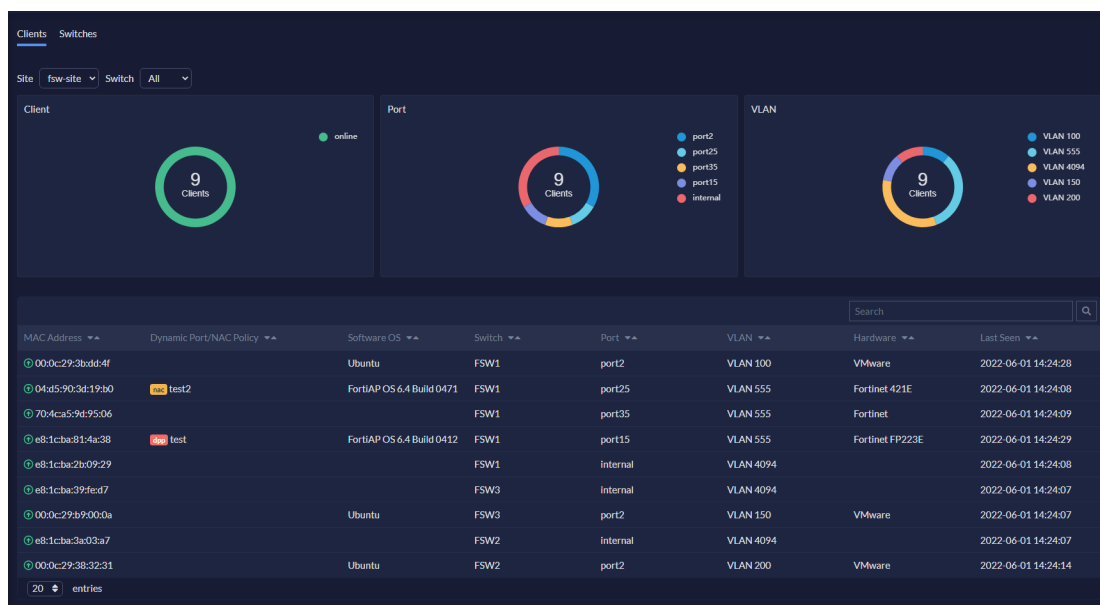 Clients Switches
Site fsw-site Switch All
Client
online
9
Clients
Port
port2
port25
port35
port15
internal
9
Clients
VLAN
VLAN 100
VLAN 555
VLAN 4094
VLAN 150
VLAN 200
9
Clients
Search
MAC Address Dynamic Port/NAC Policy Software OS Switch Port VLAN Hardware Last Seen
00:0c:29:3b:dd:4f Ubuntu FSW1 port2 VLAN 100 VMware 2022-06-01 14:24:28
04:d5:90:3d:19:b0 nac test2 FortiAP OS 6.4 Build 0471 FSW1 port25 VLAN 555 Fortinet 421E 2022-06-01 14:24:08
70:4c:a5:9d:95:06 FSW1 port35 VLAN 555 Fortinet 2022-06-01 14:24:09
e8:1c:ba:81:4a:38 dpp test FortiAP OS 6.4 Build 0412 FSW1 port15 VLAN 555 Fortinet FP223E 2022-06-01 14:24:29
e8:1c:ba:2b:09:29 FSW1 internal VLAN 4094 2022-06-01 14:24:08
e8:1c:ba:39:fe:d7 FSW3 internal VLAN 4094 2022-06-01 14:24:07
00:0c:29:b9:00:0a Ubuntu FSW3 port2 VLAN 150 VMware 2022-06-01 14:24:07
e8:1c:ba:3a:03:a7 FSW2 internal VLAN 4094 2022-06-01 14:24:07
00:0c:29:38:32:31 Ubuntu FSW2 port2 VLAN 200 VMware 2022-06-01 14:24:14
20 entries